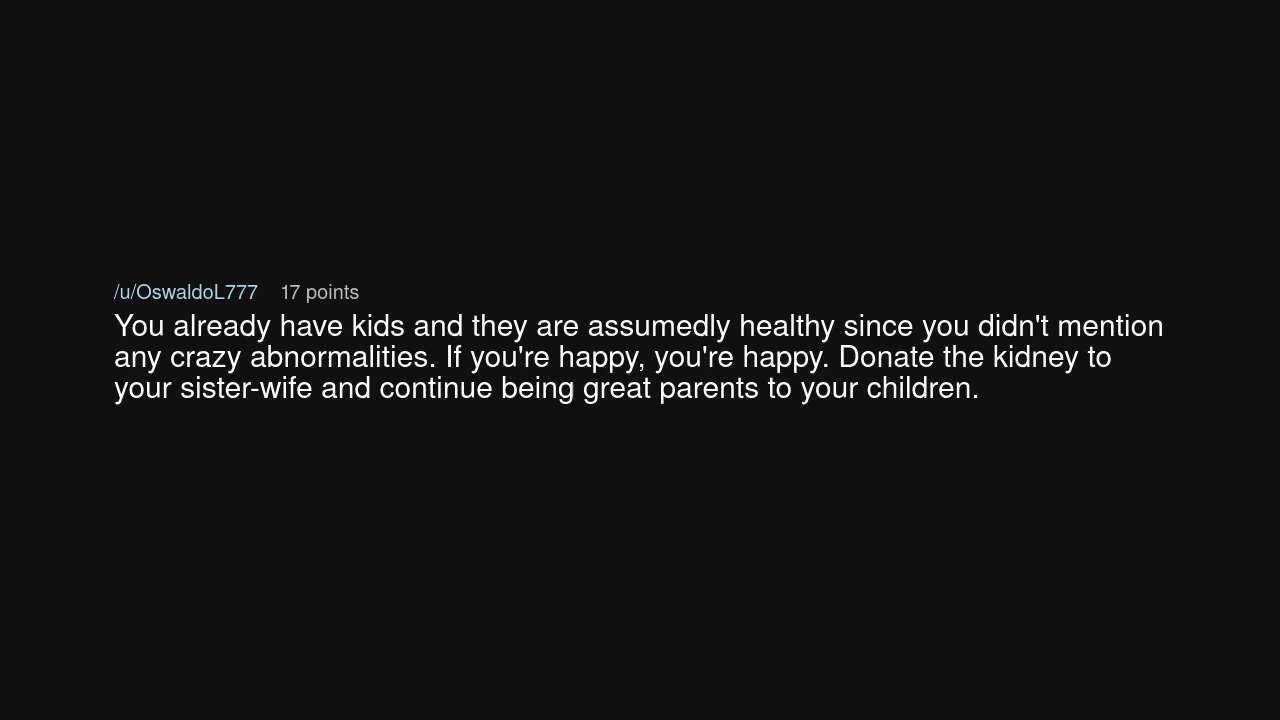 /u/OswaldoL777 17 points
You already have kids and they are assumedly healthy since you didn't mention
any crazy abnormalities. If you're happy, you're happy. Donate the kidney to
your sister-wife and continue being great parents to your children.